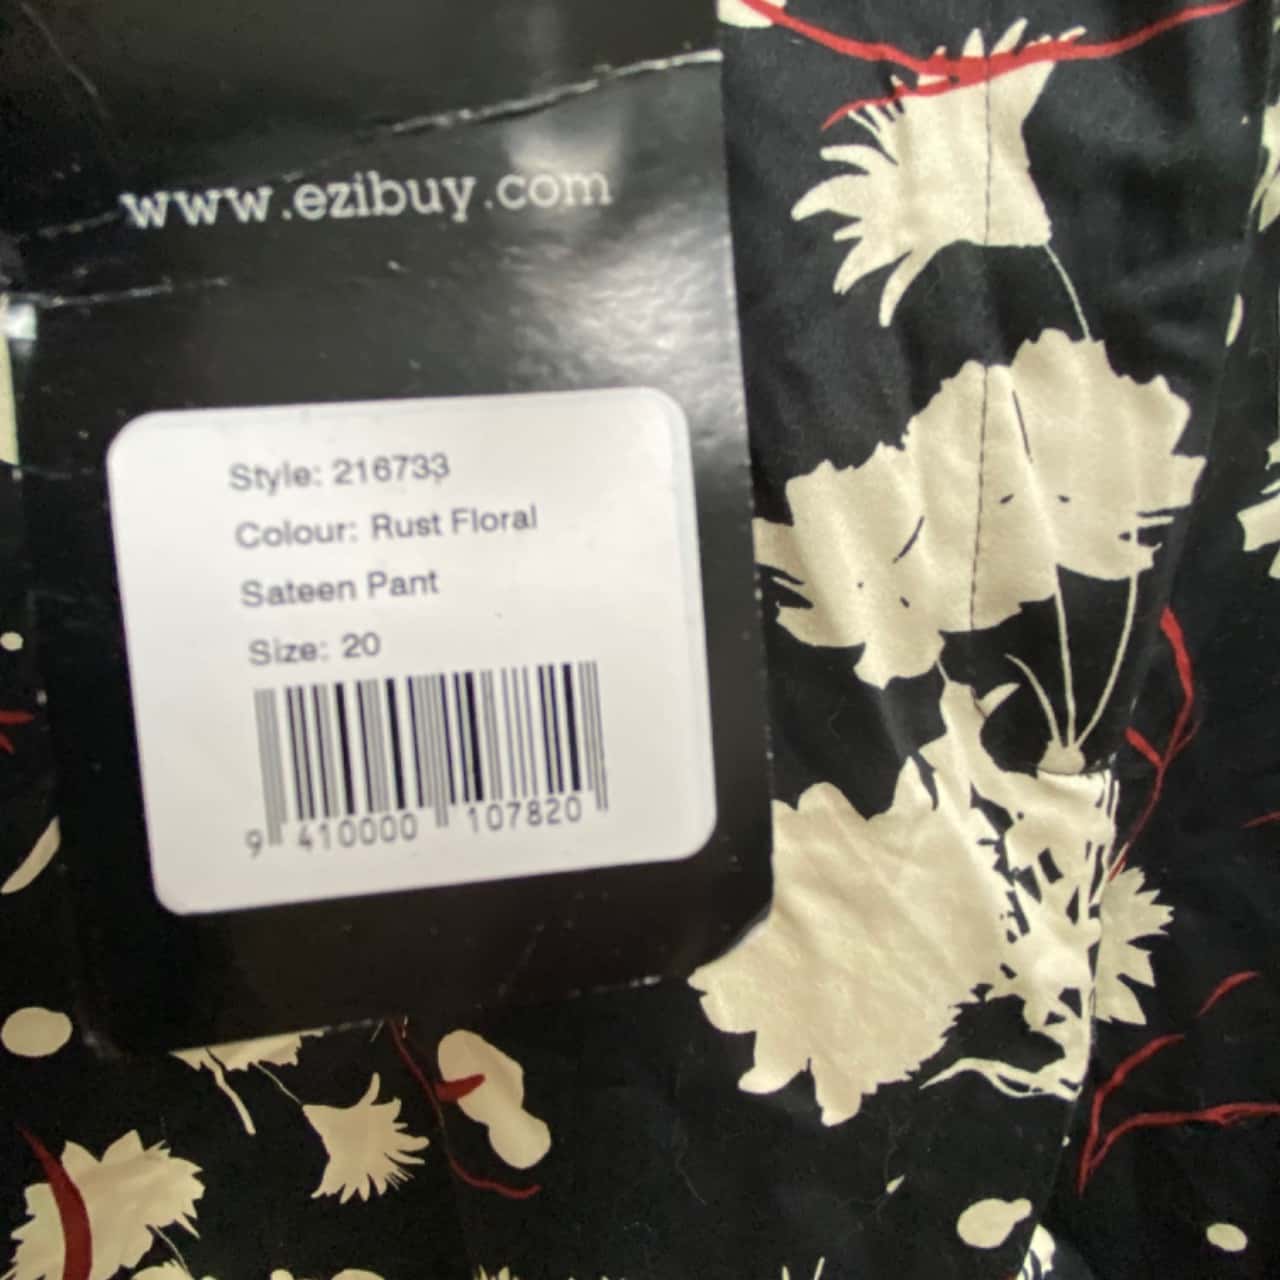 www.ezibuy.com
Style: 216733
Colour: Rust Floral
Sateen Pant
Size: 20
9 410000 107820